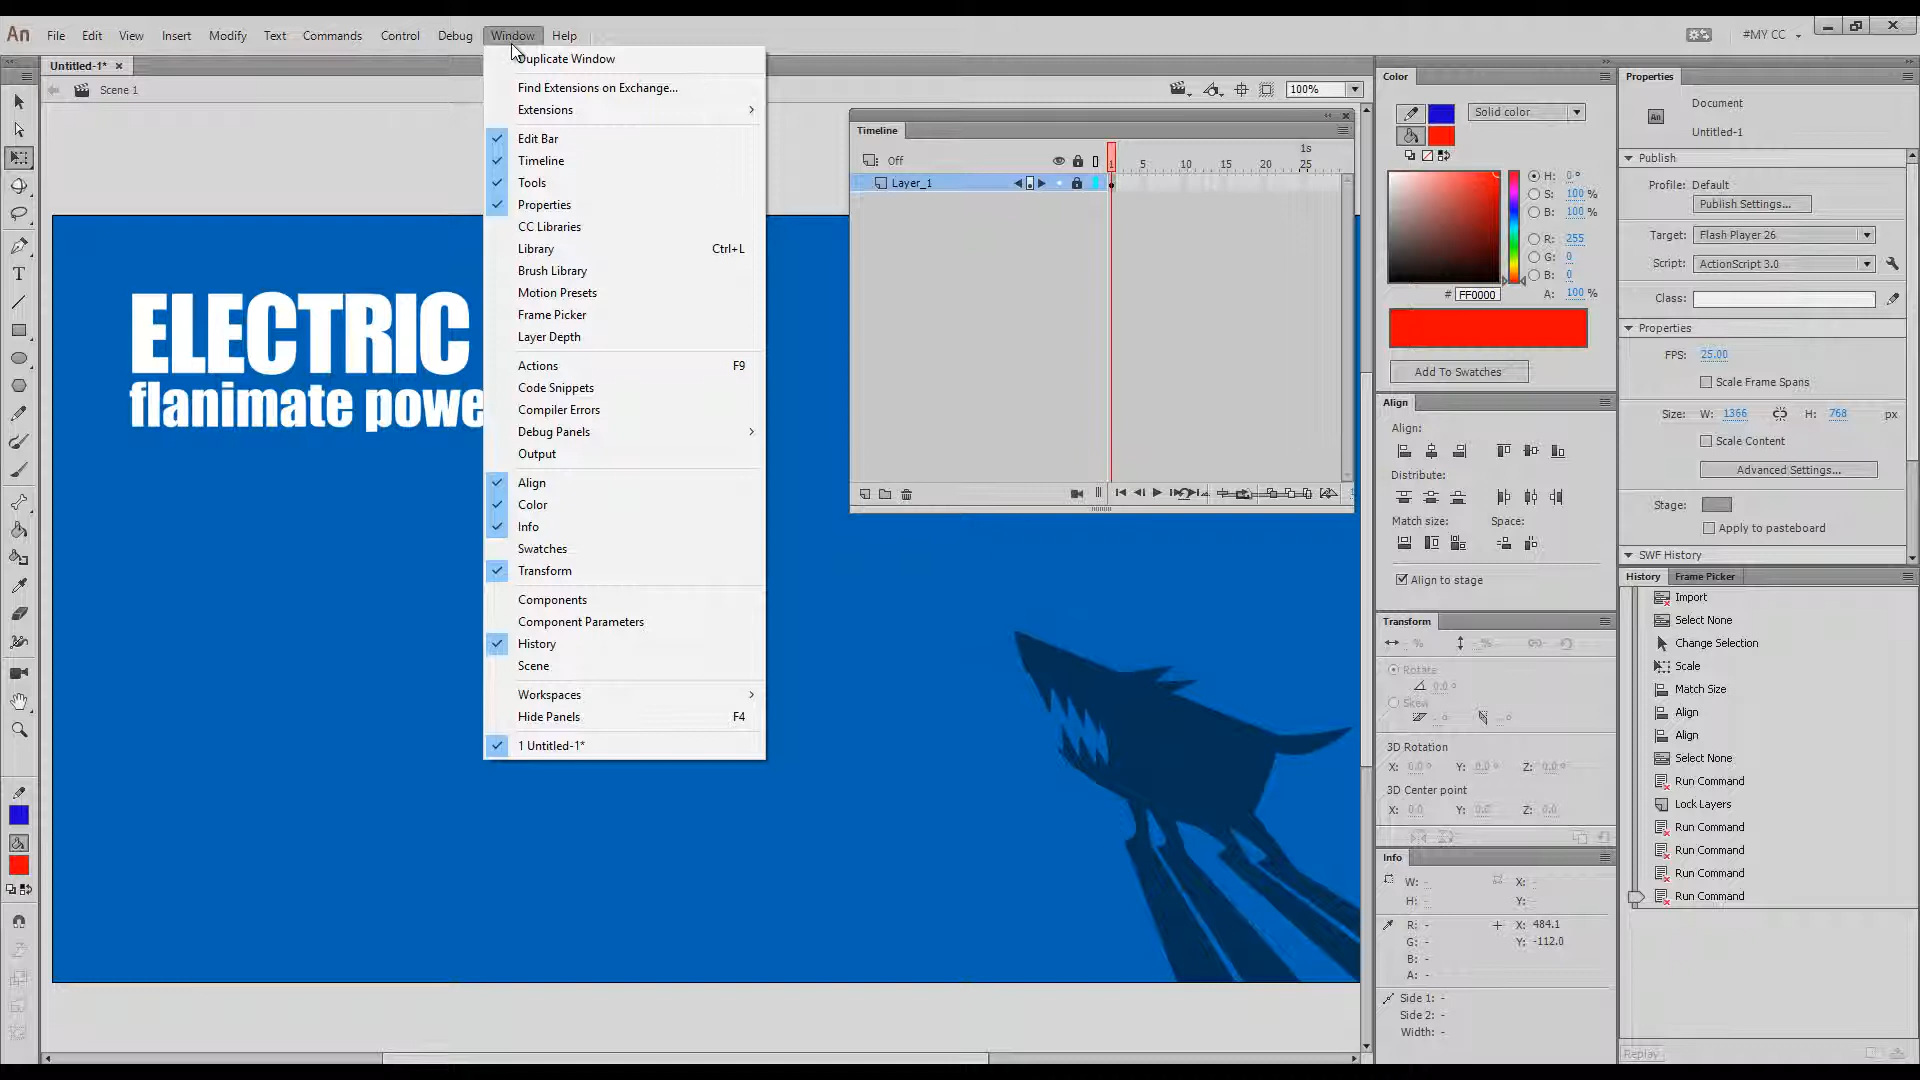 An File Edit View Insert Modify Text Commands Control Debug Window Help #MY CC
Untitled-1* ×
Scene 1
100%
Duplicate Window
Find Extensions on Exchange...
Extensions
Edit Bar
Timeline
Tools
Properties
CC Libraries
Library Ctrl+L
Brush Library
Motion Presets
Frame Picker
Layer Depth
Actions F9
Code Snippets
Compiler Errors
Debug Panels
Output
Align
Color
Info
Swatches
Transform
Components
Component Parameters
History
Scene
Workspaces
Hide Panels F4
1 Untitled-1*
ELECTRIC
flanimate powe
Timeline
Off
1s
1 5 10 15 20 25
Layer_1
Color
Solid color
H: 0 °
S: 100 %
B: 100 %
R: 255
G: 0
B: 0
# FF0000
A: 100 %
Add To Swatches
Align
Align:
Distribute:
Match size: Space:
Align to stage
Transform
% %
Rotate
0.0 °
Skew
3D Rotation
X: 0.0 ° Y: 0.0 ° Z: 0.0 °
3D Center point
X: 0.0 Y: 0.0 Z: 0.0
Info
W: - X: -
H: - Y: -
R: - X: 484.1
G: - Y: -112.0
B: -
A: -
Side 1: -
Side 2: -
Width: -
Properties
An Document
Untitled-1
Publish
Profile: Default
Publish Settings...
Target: Flash Player 26
Script: ActionScript 3.0
Class:
Properties
FPS: 25.00
Scale Frame Spans
Size: W: 1366 H: 768 px
Scale Content
Advanced Settings...
Stage:
Apply to pasteboard
SWF History
History Frame Picker
Import
Select None
Change Selection
Scale
Match Size
Align
Align
Select None
Run Command
Lock Layers
Run Command
Run Command
Run Command
Run Command
Replay